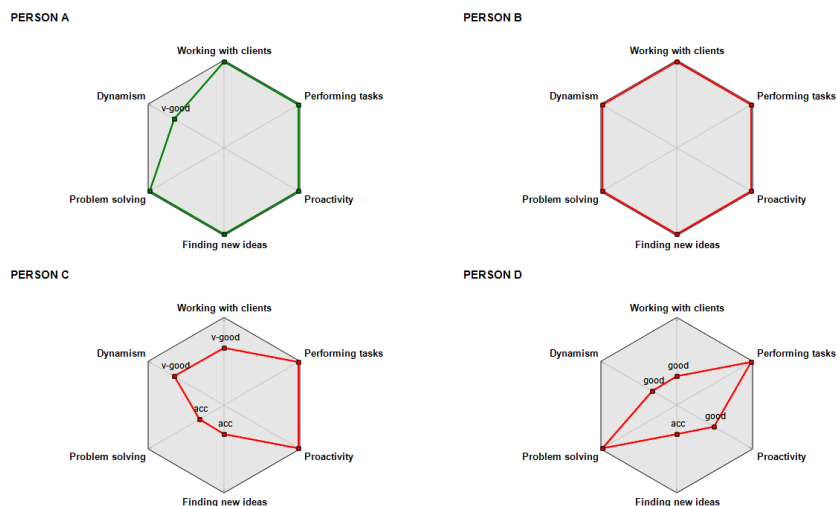 PERSON A
Working with clients
Dynamism
Performing tasks
v-good
Problem solving
Proactivity
Finding new ideas
PERSON B
Working with clients
Dynamism
Performing tasks
Problem solving
Proactivity
Finding new ideas
PERSON C
Working with clients
v-good
Dynamism
Performing tasks
v-good
acc
acc
Problem solving
Proactivity
Finding new ideas
PERSON D
Working with clients
Dynamism
Performing tasks
good
good
good
acc
Problem solving
Proactivity
Finding new ideas